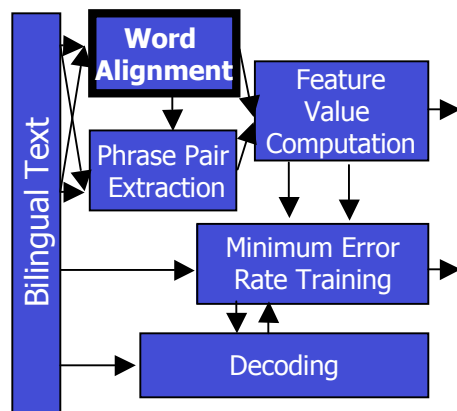 Bilingual Text
Word
Alignment
Phrase Pair
Extraction
Feature
Value
Computation
Minimum Error
Rate Training
Decoding